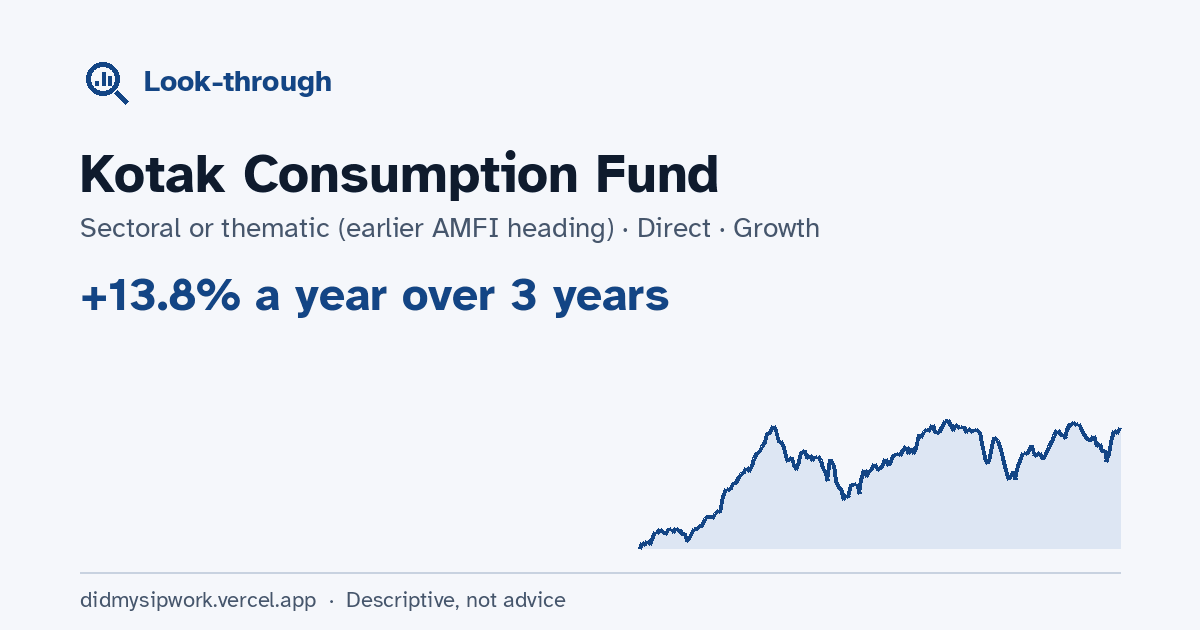 Look-through
Kotak Consumption Fund
Sectoral or thematic (earlier AMFI heading) · Direct · Growth
+13.8% a year over 3 years
didmysipwork.vercel.app · Descriptive, not advice